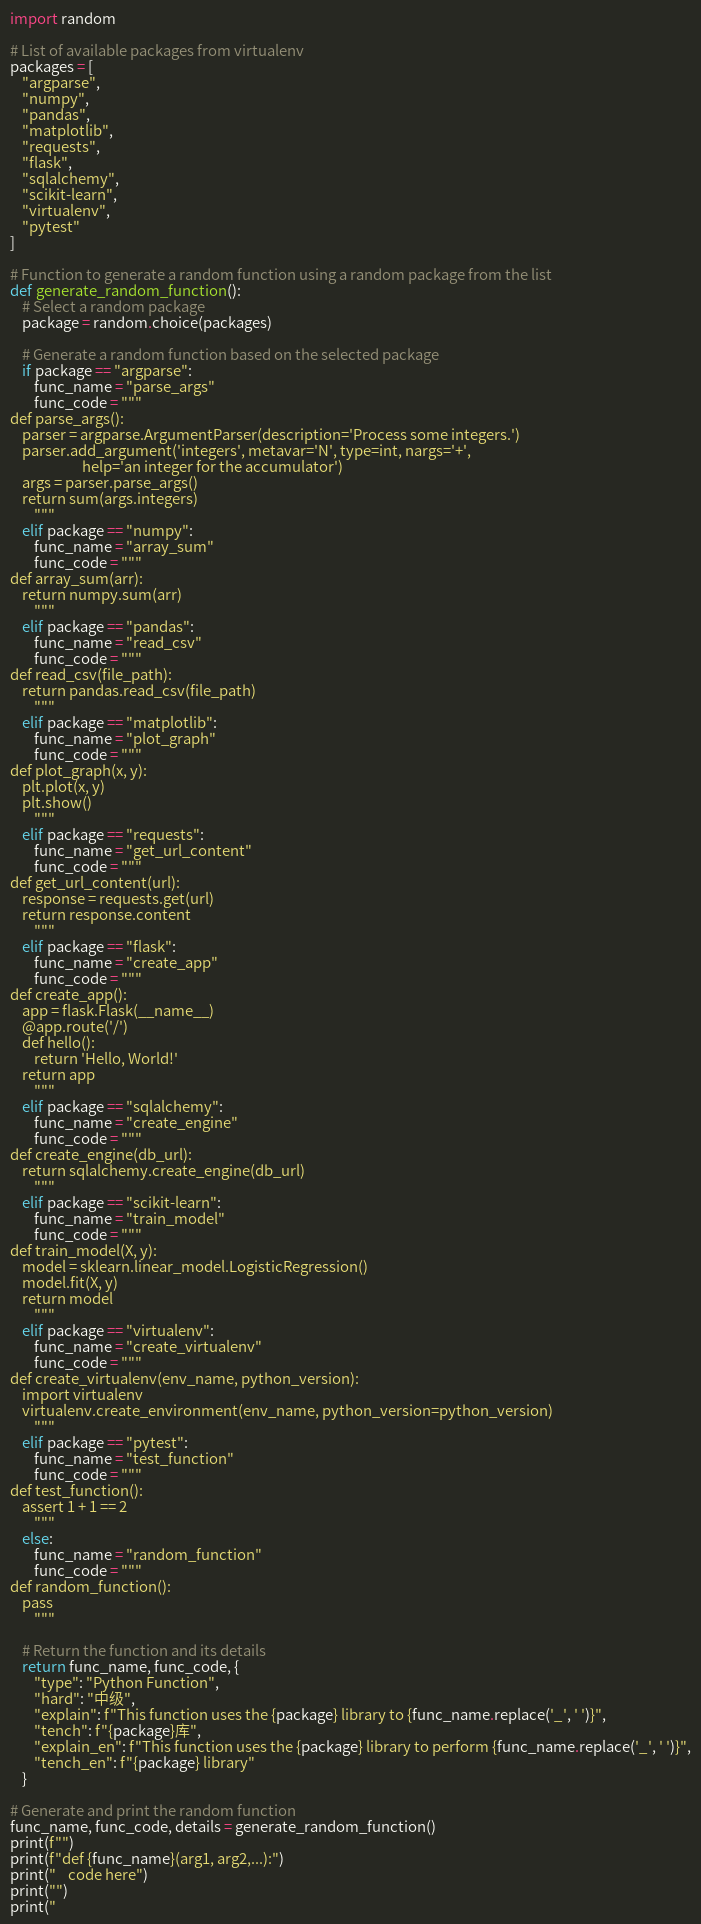 import random

# List of available packages from virtualenv
packages = [
    "argparse",
    "numpy",
    "pandas",
    "matplotlib",
    "requests",
    "flask",
    "sqlalchemy",
    "scikit-learn",
    "virtualenv",
    "pytest"
]

# Function to generate a random function using a random package from the list
def generate_random_function():
    # Select a random package
    package = random.choice(packages)

    # Generate a random function based on the selected package
    if package == "argparse":
        func_name = "parse_args"
        func_code = """
def parse_args():
    parser = argparse.ArgumentParser(description='Process some integers.')
    parser.add_argument('integers', metavar='N', type=int, nargs='+',
                        help='an integer for the accumulator')
    args = parser.parse_args()
    return sum(args.integers)
        """
    elif package == "numpy":
        func_name = "array_sum"
        func_code = """
def array_sum(arr):
    return numpy.sum(arr)
        """
    elif package == "pandas":
        func_name = "read_csv"
        func_code = """
def read_csv(file_path):
    return pandas.read_csv(file_path)
        """
    elif package == "matplotlib":
        func_name = "plot_graph"
        func_code = """
def plot_graph(x, y):
    plt.plot(x, y)
    plt.show()
        """
    elif package == "requests":
        func_name = "get_url_content"
        func_code = """
def get_url_content(url):
    response = requests.get(url)
    return response.content
        """
    elif package == "flask":
        func_name = "create_app"
        func_code = """
def create_app():
    app = flask.Flask(__name__)
    @app.route('/')
    def hello():
        return 'Hello, World!'
    return app
        """
    elif package == "sqlalchemy":
        func_name = "create_engine"
        func_code = """
def create_engine(db_url):
    return sqlalchemy.create_engine(db_url)
        """
    elif package == "scikit-learn":
        func_name = "train_model"
        func_code = """
def train_model(X, y):
    model = sklearn.linear_model.LogisticRegression()
    model.fit(X, y)
    return model
        """
    elif package == "virtualenv":
        func_name = "create_virtualenv"
        func_code = """
def create_virtualenv(env_name, python_version):
    import virtualenv
    virtualenv.create_environment(env_name, python_version=python_version)
        """
    elif package == "pytest":
        func_name = "test_function"
        func_code = """
def test_function():
    assert 1 + 1 == 2
        """
    else:
        func_name = "random_function"
        func_code = """
def random_function():
    pass
        """

    # Return the function and its details
    return func_name, func_code, {
        "type": "Python Function",
        "hard": "中级",
        "explain": f"This function uses the {package} library to {func_name.replace('_', ' ')}",
        "tench": f"{package}库",
        "explain_en": f"This function uses the {package} library to perform {func_name.replace('_', ' ')}",
        "tench_en": f"{package} library"
    }

# Generate and print the random function
func_name, func_code, details = generate_random_function()
print(f"")
print(f"def {func_name}(arg1, arg2,...):")
print("    code here")
print("")
print("